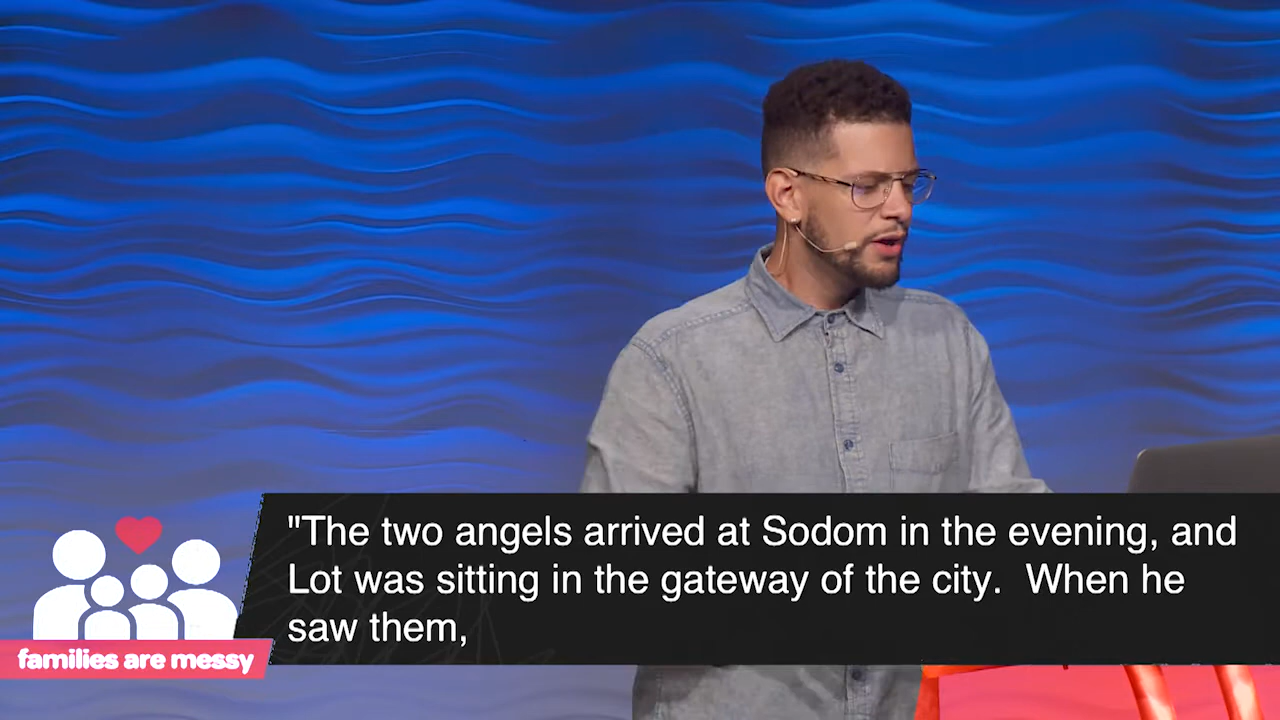 "The two angels arrived at Sodom in the evening, and
Lot was sitting in the gateway of the city.  When he
saw them,
families are messy